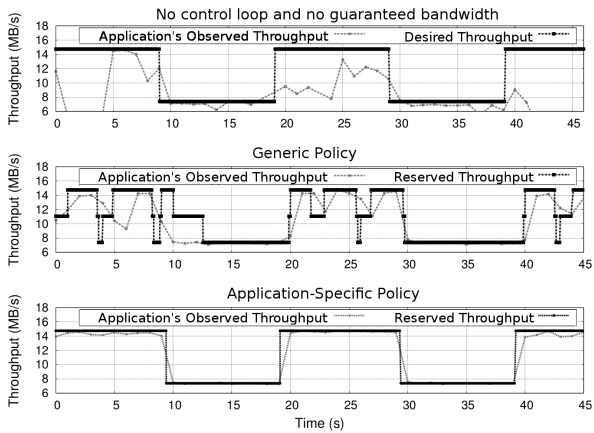 No control loop and no guaranteed bandwidth
Throughput (MB/s)
18
16
14
12
10
8
6
Application's Observed Throughput
Desired Throughput
0 5 10 15 20 25 30 35 40 45
Generic Policy
Throughput (MB/s)
18
16
14
12
10
8
6
Application's Observed Throughput
Reserved Throughput
0 5 10 15 20 25 30 35 40 45
Application-Specific Policy
Throughput (MB/s)
18
16
14
12
10
8
6
Application's Observed Throughput
Reserved Throughput
0 5 10 15 20 25 30 35 40 45
Time (s)